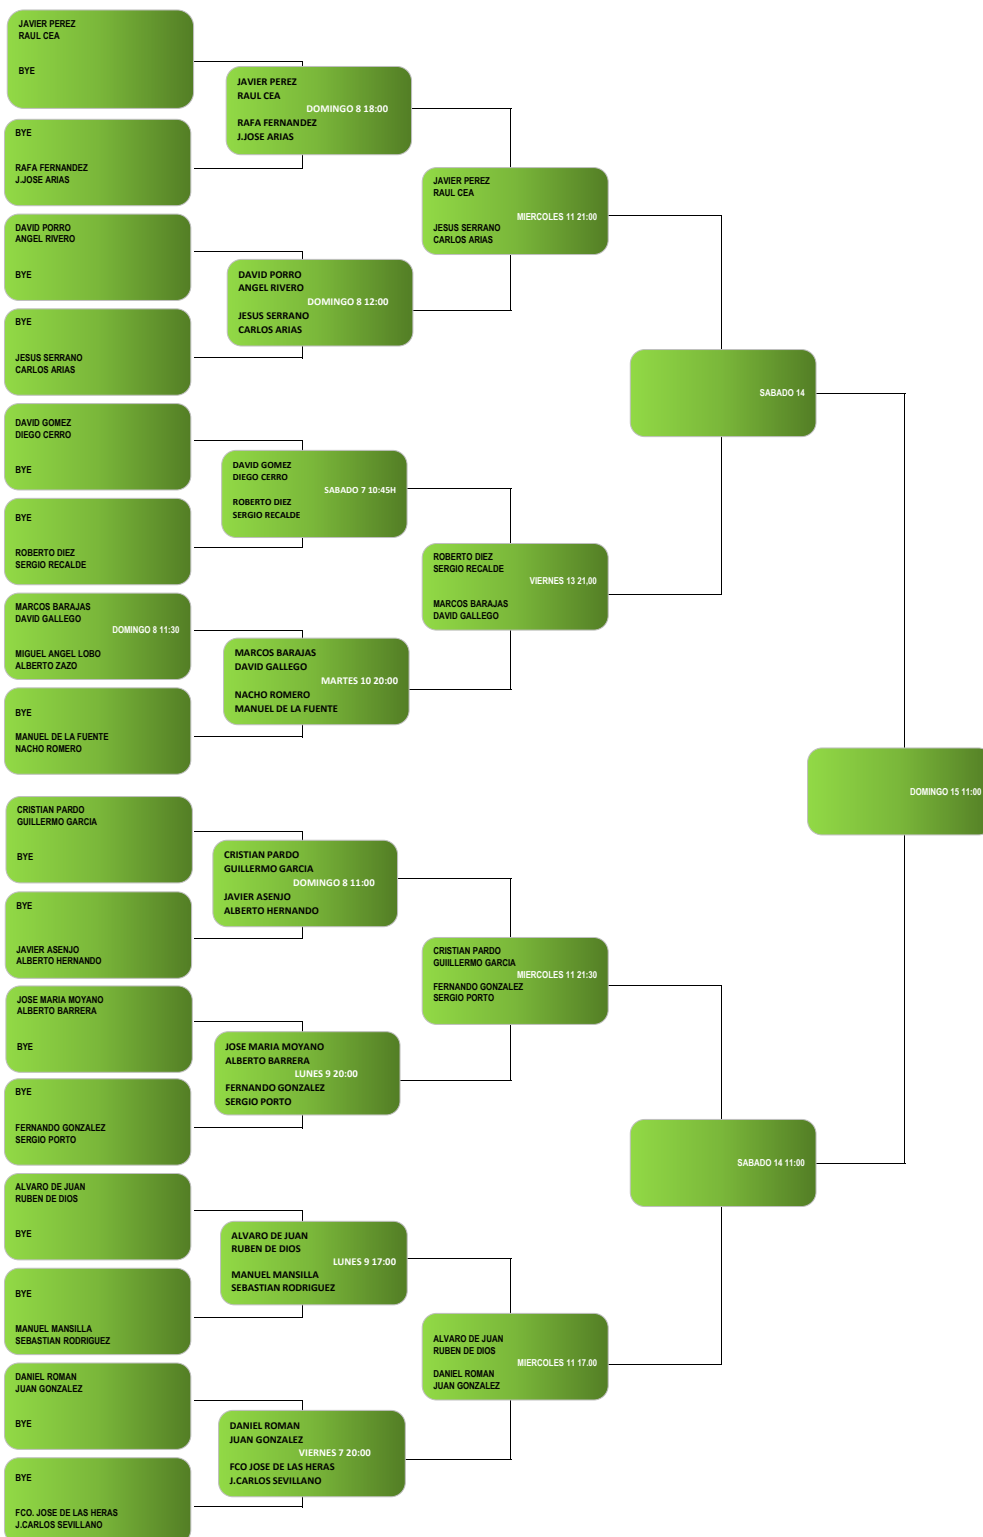 JAVIER PEREZ
RAUL CEA
BYE
BYE
RAFA FERNANDEZ
J.JOSE ARIAS
DAVID PORRO
ANGEL RIVERO
BYE
BYE
JESUS SERRANO
CARLOS ARIAS
DAVID GOMEZ
DIEGO CERRO
BYE
BYE
ROBERTO DIEZ
SERGIO RECALDE
MARCOS BARAJAS
DAVID GALLEGO
DOMINGO 8 11:30
MIGUEL ANGEL LOBO
ALBERTO ZAZO
BYE
MANUEL DE LA FUENTE
NACHO ROMERO
CRISTIAN PARDO
GUILLERMO GARCIA
BYE
BYE
JAVIER ASENJO
ALBERTO HERNANDO
JOSE MARIA MOYANO
ALBERTO BARRERA
BYE
BYE
FERNANDO GONZALEZ
SERGIO PORTO
ALVARO DE JUAN
RUBEN DE DIOS
BYE
BYE
MANUEL MANSILLA
SEBASTIAN RODRIGUEZ
DANIEL ROMAN
JUAN GONZALEZ
BYE
BYE
FCO. JOSE DE LAS HERAS
J.CARLOS SEVILLANO
JAVIER PEREZ
RAUL CEA
DOMINGO 8 18:00
RAFA FERNANDEZ
J.JOSE ARIAS
DAVID PORRO
ANGEL RIVERO
DOMINGO 8 12:00
JESUS SERRANO
CARLOS ARIAS
DAVID GOMEZ
DIEGO CERRO
SABADO 7 10:45H
ROBERTO DIEZ
SERGIO RECALDE
MARCOS BARAJAS
DAVID GALLEGO
MARTES 10 20:00
NACHO ROMERO
MANUEL DE LA FUENTE
CRISTIAN PARDO
GUILLERMO GARCIA
DOMINGO 8 11:00
JAVIER ASENJO
ALBERTO HERNANDO
JOSE MARIA MOYANO
ALBERTO BARRERA
LUNES 9 20:00
FERNANDO GONZALEZ
SERGIO PORTO
ALVARO DE JUAN
RUBEN DE DIOS
LUNES 9 17:00
MANUEL MANSILLA
SEBASTIAN RODRIGUEZ
DANIEL ROMAN
JUAN GONZALEZ
VIERNES 7 20:00
FCO JOSE DE LAS HERAS
J.CARLOS SEVILLANO
JAVIER PEREZ
RAUL CEA
MIERCOLES 11 21:00
JESUS SERRANO
CARLOS ARIAS
ROBERTO DIEZ
SERGIO RECALDE
VIERNES 13 21,00
MARCOS BARAJAS
DAVID GALLEGO
CRISTIAN PARDO
GUIILLERMO GARCIA
MIERCOLES 11 21:30
FERNANDO GONZALEZ
SERGIO PORTO
ALVARO DE JUAN
RUBEN DE DIOS
MIERCOLES 11 17.00
DANIEL ROMAN
JUAN GONZALEZ
SABADO 14
SABADO 14 11:00
DOMINGO 15 11:00